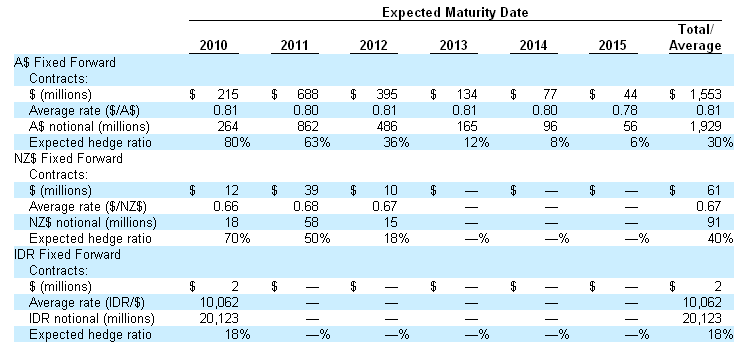 Expected Maturity Date
Total/
2010 2011 2012 2013 2014 2015 Average
A$ Fixed Forward
Contracts:
$ (millions) $ 215 $ 688 $ 395 $ 134 $ 77 $ 44 $ 1,553
Average rate ($/A$) 0.81 0.80 0.81 0.81 0.80 0.78 0.81
A$ notional (millions) 264 862 486 165 96 56 1,929
Expected hedge ratio 80% 63% 36% 12% 8% 6% 30%
NZ$ Fixed Forward
Contracts:
$ (millions) $ 12 $ 39 $ 10 $ — $ — $ — $ 61
Average rate ($/NZ$) 0.66 0.68 0.67 — — — 0.67
NZ$ notional (millions) 18 58 15 — — — 91
Expected hedge ratio 70% 50% 18% —% —% —% 40%
IDR Fixed Forward
Contracts:
$ (millions) $ 2 $ — $ — $ — $ — $ — $ 2
Average rate (IDR/$) 10,062 — — — — — 10,062
IDR notional (millions) 20,123 — — — — — 20,123
Expected hedge ratio 18% —% —% —% —% —% 18%